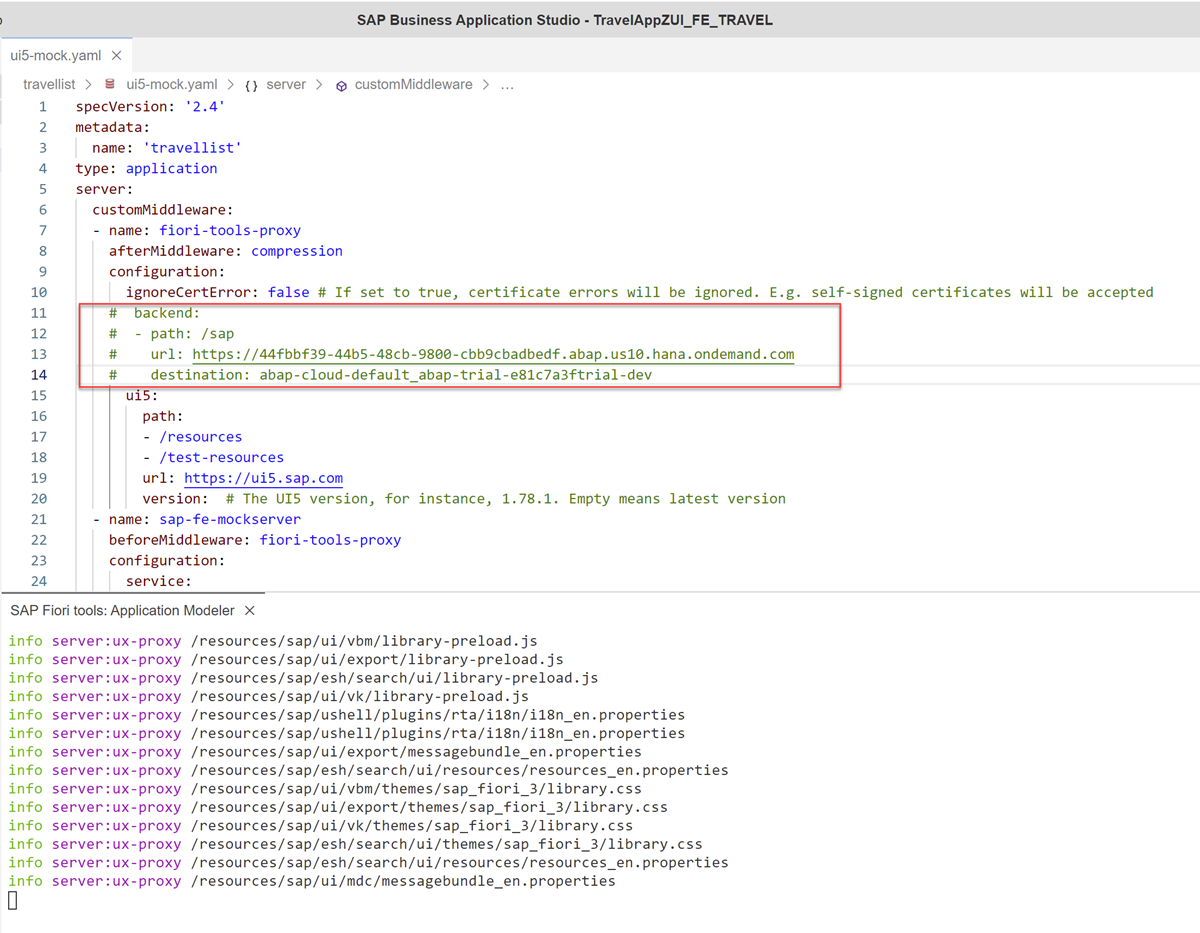 SAP Business Application Studio - TravelAppZUI_FE_TRAVEL
ui5-mock.yaml ×
travellist > ui5-mock.yaml > {} server > customMiddleware > ...
1 specVersion: '2.4'
2 metadata:
3 name: 'travellist'
4 type: application
5 server:
6 customMiddleware:
7 - name: fiori-tools-proxy
8 afterMiddleware: compression
9 configuration:
10 ignoreCertError: false # If set to true, certificate errors will be ignored. E.g. self-signed certificates will be accepted
11 # backend:
12 # - path: /sap
13 # url: https://44fbbf39-44b5-48cb-9800-cbb9cbadbedf.abap.us10.hana.ondemand.com
14 # destination: abap-cloud-default_abap-trial-e81c7a3ftrial-dev
15 ui5:
16 path:
17 - /resources
18 - /test-resources
19 url: https://ui5.sap.com
20 version: # The UI5 version, for instance, 1.78.1. Empty means latest version
21 - name: sap-fe-mockserver
22 beforeMiddleware: fiori-tools-proxy
23 configuration:
24 service:
SAP Fiori tools: Application Modeler ×
info server:ux-proxy /resources/sap/ui/vbm/library-preload.js
info server:ux-proxy /resources/sap/ui/export/library-preload.js
info server:ux-proxy /resources/sap/esh/search/ui/library-preload.js
info server:ux-proxy /resources/sap/ui/vk/library-preload.js
info server:ux-proxy /resources/sap/ushell/plugins/rta/i18n/i18n_en.properties
info server:ux-proxy /resources/sap/ushell/plugins/rta/i18n/i18n_en.properties
info server:ux-proxy /resources/sap/ui/export/messagebundle_en.properties
info server:ux-proxy /resources/sap/esh/search/ui/resources/resources_en.properties
info server:ux-proxy /resources/sap/ui/vbm/themes/sap_fiori_3/library.css
info server:ux-proxy /resources/sap/ui/export/themes/sap_fiori_3/library.css
info server:ux-proxy /resources/sap/ui/vk/themes/sap_fiori_3/library.css
info server:ux-proxy /resources/sap/esh/search/ui/themes/sap_fiori_3/library.css
info server:ux-proxy /resources/sap/esh/search/ui/resources/resources_en.properties
info server:ux-proxy /resources/sap/ui/mdc/messagebundle_en.properties